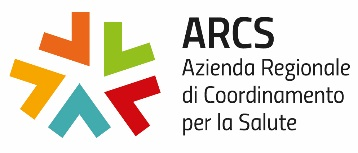 ARCS
Azienda Regionale
di Coordinamento
per la Salute